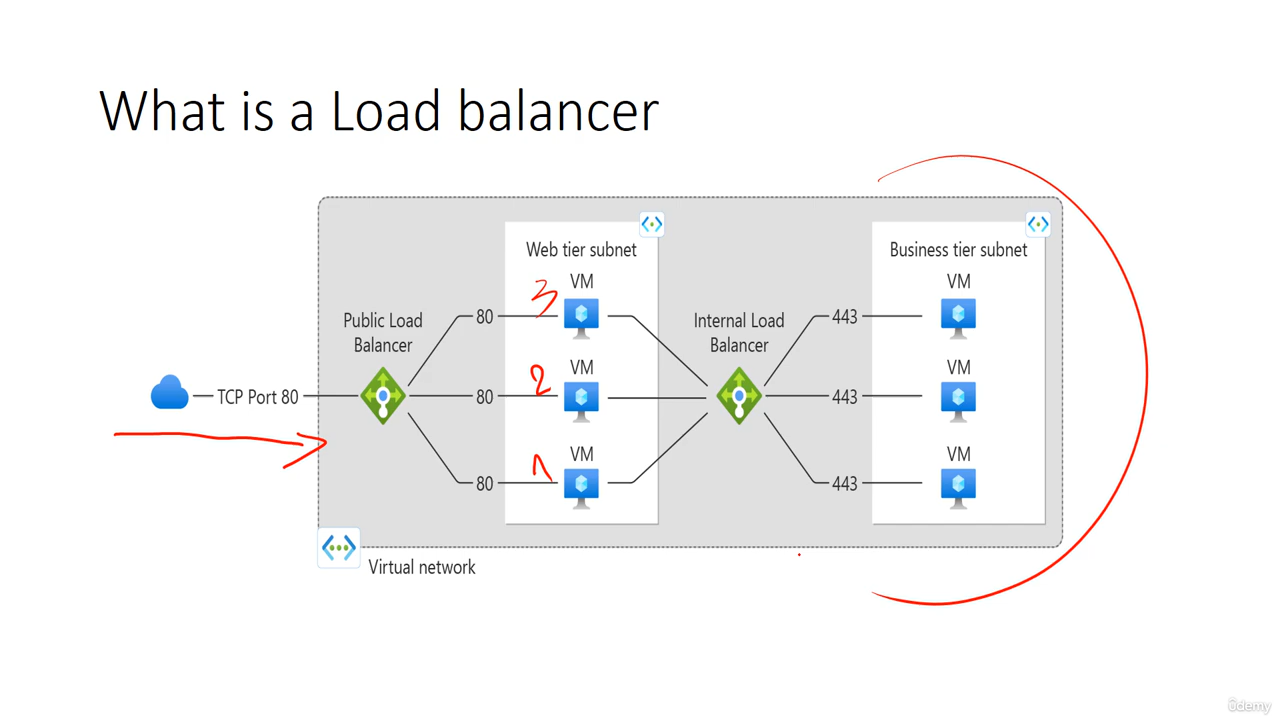 What is a Load balancer
Web tier subnet
Business tier subnet
VM
VM
3
Public Load
Balancer
80
Internal Load
Balancer
443
VM
VM
2
TCP Port 80
80
443
VM
VM
1
80
443
Virtual network
ûdemy